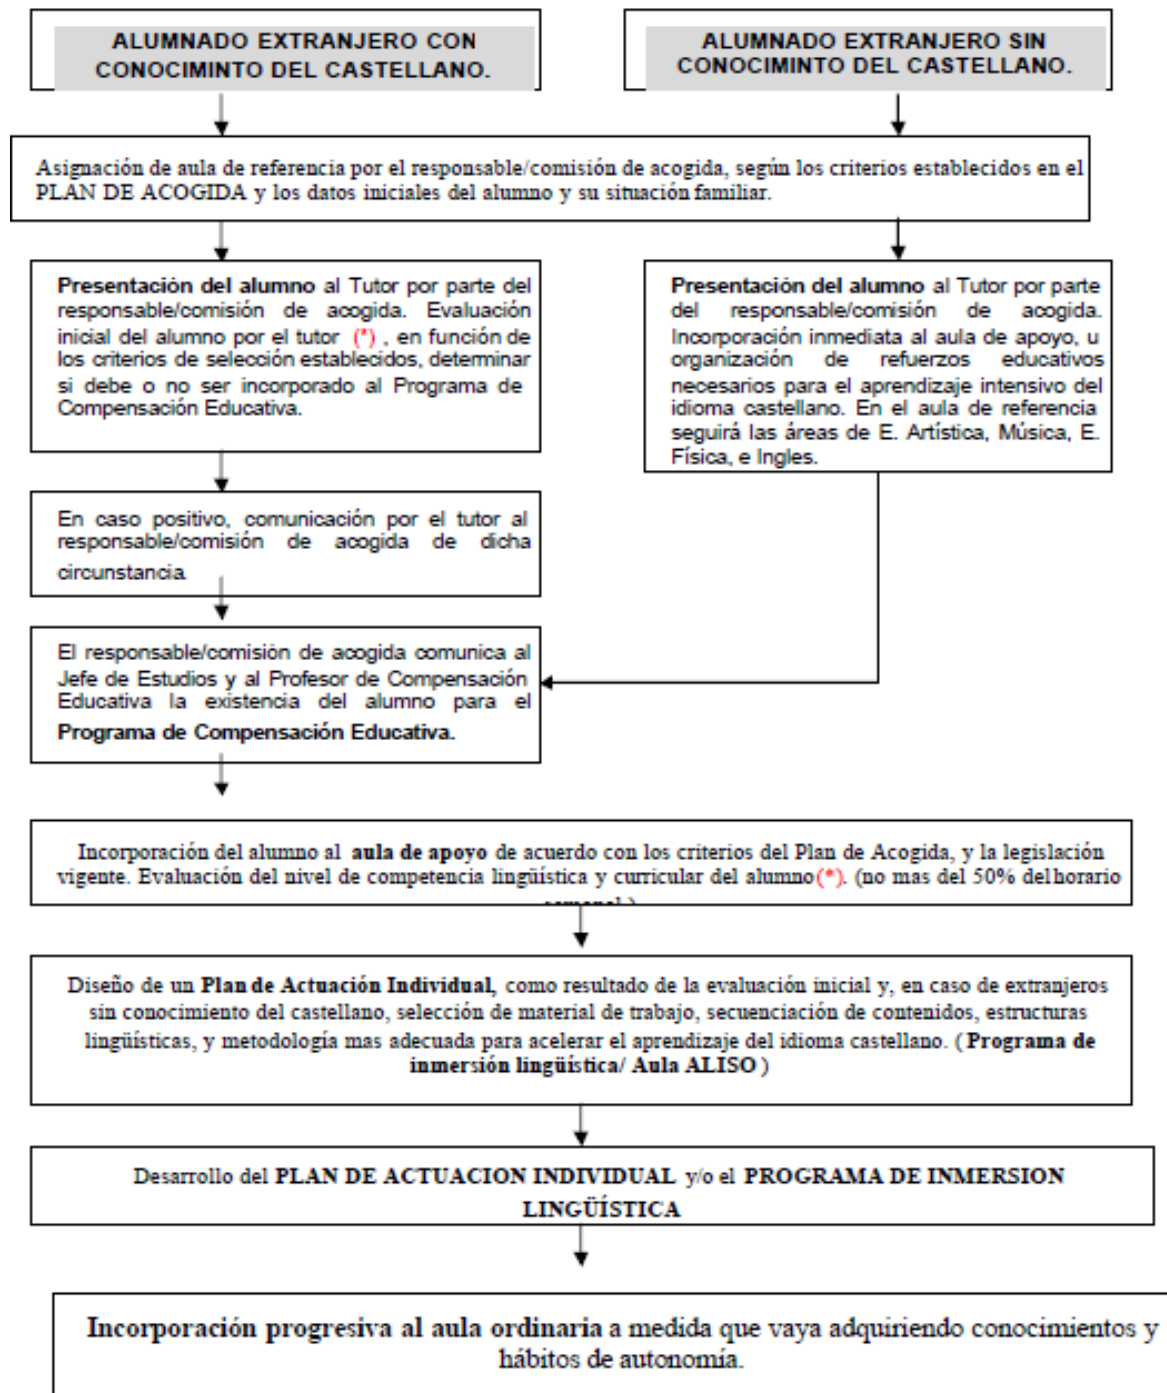 ALUMNADO EXTRANJERO CON
CONOCIMINTO DEL CASTELLANO.
ALUMNADO EXTRANJERO SIN
CONOCIMINTO DEL CASTELLANO.
Asignación de aula de referencia por el responsable/comisión de acogida, según los criterios establecidos en el
PLAN DE ACOGIDA y los datos iniciales del alumno y su situación familiar.
Presentación del alumno al Tutor por parte del
responsable/comisión de acogida. Evaluación
inicial del alumno por el tutor (*) , en función de
los criterios de selección establecidos, determinar
si debe o no ser incorporado al Programa de
Compensación Educativa.
Presentación del alumno al Tutor por parte
del responsable/comisión de acogida.
Incorporación inmediata al aula de apoyo, u
organización de refuerzos educativos
necesarios para el aprendizaje intensivo del
idioma castellano. En el aula de referencia
seguirá las áreas de E. Artística, Música, E.
Física, e Ingles.
En caso positivo, comunicación por el tutor al
responsable/comisión de acogida de dicha
circunstancia.
El responsable/comisión de acogida comunica al
Jefe de Estudios y al Profesor de Compensación
Educativa la existencia del alumno para el
Programa de Compensación Educativa.
Incorporación del alumno al aula de apoyo de acuerdo con los criterios del Plan de Acogida, y la legislación
vigente. Evaluación del nivel de competencia lingüística y curricular del alumno(*). (no mas del 50% del horario
Diseño de un Plan de Actuación Individual, como resultado de la evaluación inicial y, en caso de extranjeros
sin conocimiento del castellano, selección de material de trabajo, secuenciación de contenidos, estructuras
lingüísticas, y metodología mas adecuada para acelerar el aprendizaje del idioma castellano. ( Programa de
inmersión lingüística/ Aula ALISO )
Desarrollo del PLAN DE ACTUACION INDIVIDUAL y/o el PROGRAMA DE INMERSION
LINGÜÍSTICA
Incorporación progresiva al aula ordinaria a medida que vaya adquiriendo conocimientos y
hábitos de autonomía.